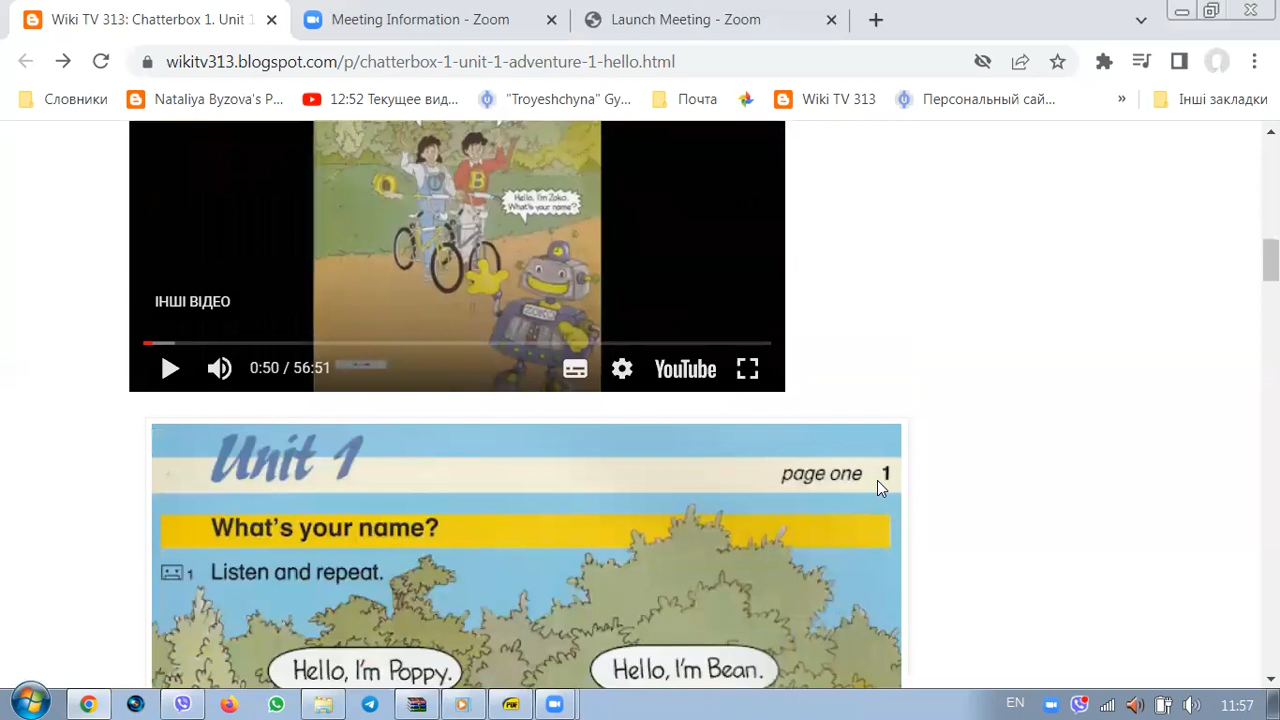 Wiki TV 313: Chatterbox 1. Unit 1
Meeting Information - Zoom
Launch Meeting - Zoom
wikitv313.blogspot.com/p/chatterbox-1-unit-1-adventure-1-hello.html
Словники
Nataliya Byzova's P...
12:52 Текущее вид...
"Troyeshchyna" Gy...
Почта
Wiki TV 313
Персональный сай...
»
Інші закладки
B
Hello, I'm Zoko.
What's your name?
ІНШІ ВІДЕО
0:50 / 56:51
YouTube
Unit 1
page one 1
What's your name?
1 Listen and repeat.
Hello, I'm Poppy.
Hello, I'm Bean.
EN
11:57